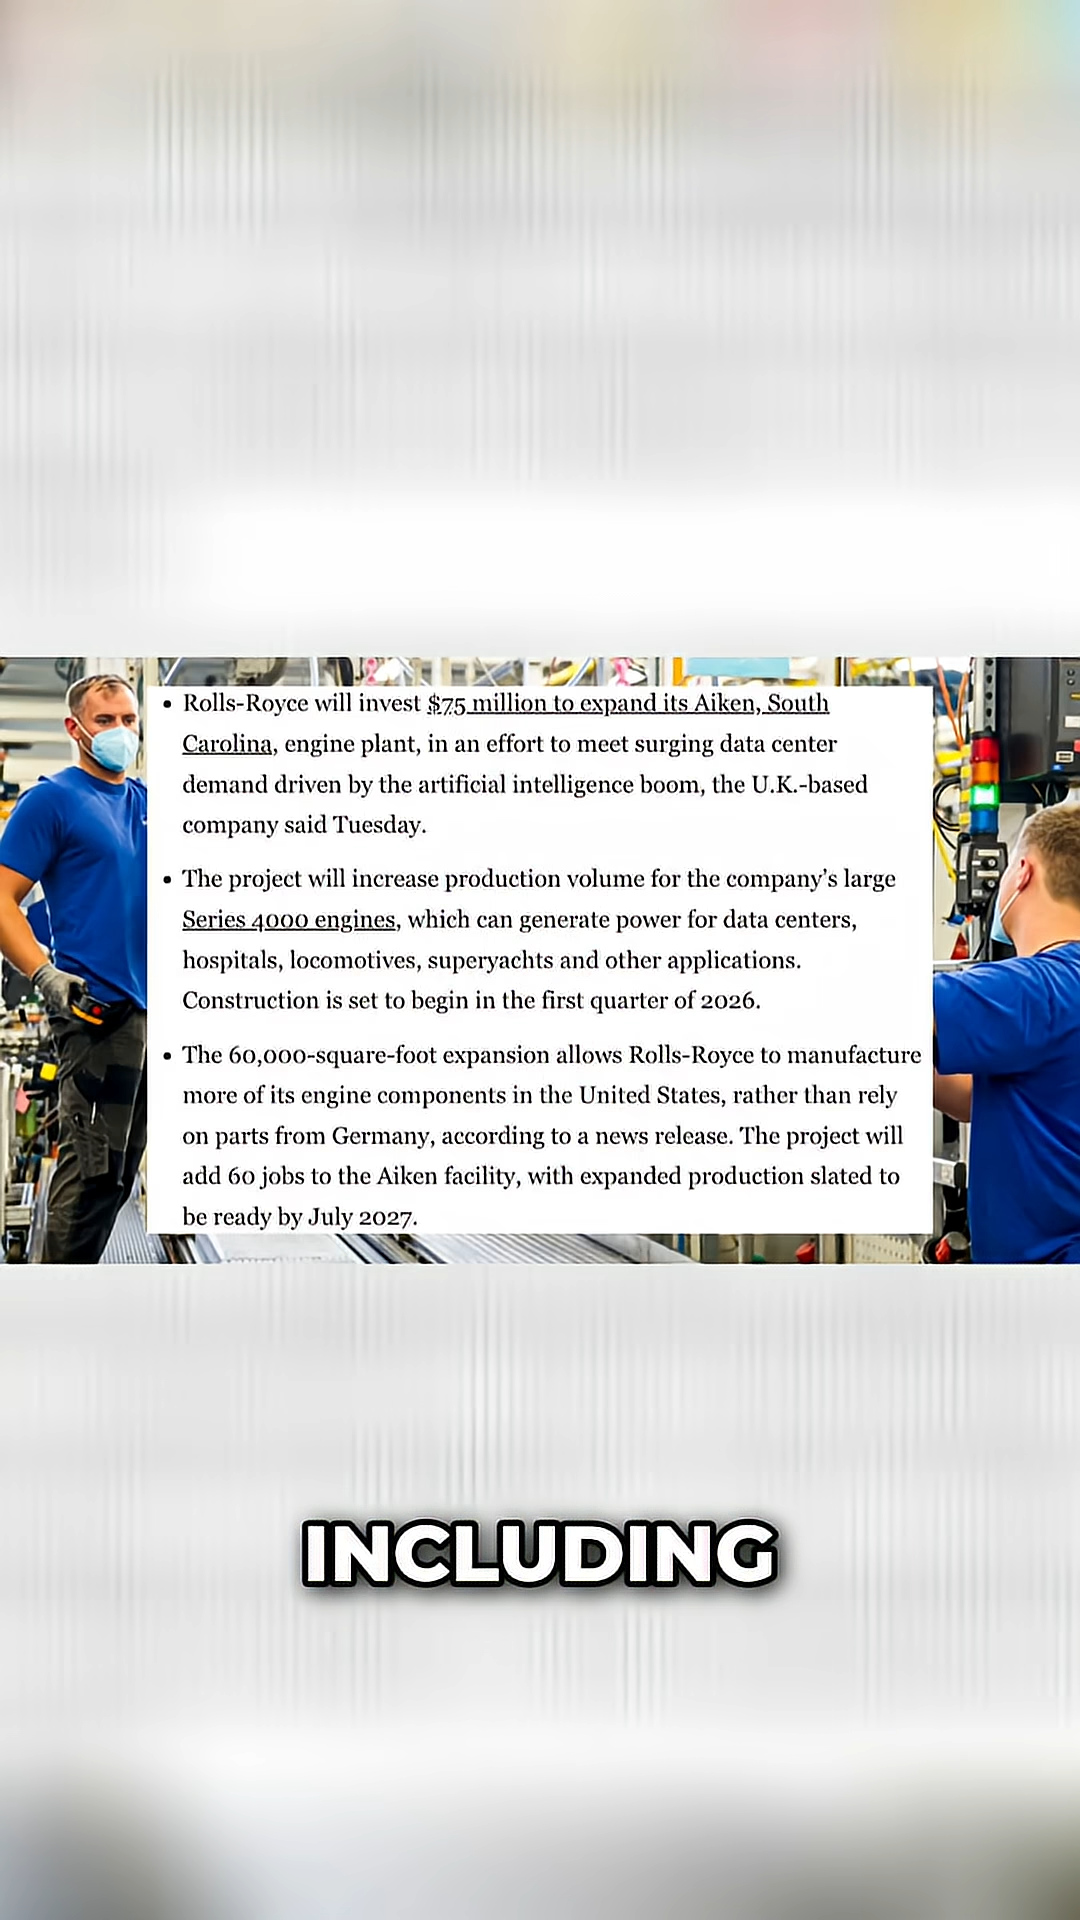 • Rolls-Royce will invest $75 million to expand its Aiken, South
Carolina, engine plant, in an effort to meet surging data center
demand driven by the artificial intelligence boom, the U.K.-based
company said Tuesday.
• The project will increase production volume for the company’s large
Series 4000 engines, which can generate power for data centers,
hospitals, locomotives, superyachts and other applications.
Construction is set to begin in the first quarter of 2026.
• The 60,000-square-foot expansion allows Rolls-Royce to manufacture
more of its engine components in the United States, rather than rely
on parts from Germany, according to a news release. The project will
add 60 jobs to the Aiken facility, with expanded production slated to
be ready by July 2027.
INCLUDING